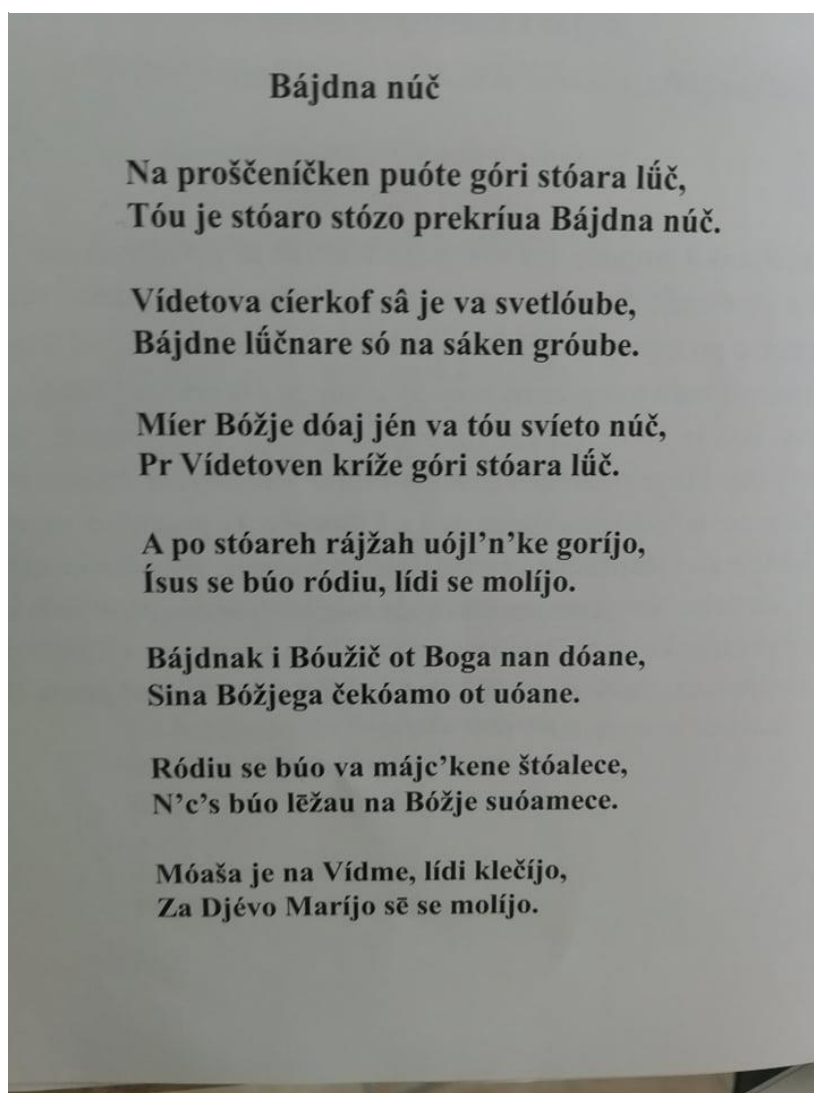 Bájdna núč
Na proščeníčken puóte góri stóara lǘč,
Tóu je stóaro stózo prekríua Bájdna núč.
Vídetova cíerkof sâ je va svetlóube,
Bájdne lǘčnare só na sáken gróube.
Míer Bóžje dóaj jén va tóu svíeto núč,
Pr Vídetoven kríže góri stóara lǘč.
A po stóareh rájžah uójl’n’ke goríjo,
Ísus se búo ródiu, lídi se molíjo.
Bájdnak i Bóužič ot Boga nan dóane,
Sina Bóžjega čekóamo ot uóane.
Ródiu se búo va májc’kene štóalece,
N’c’s búo lēžau na Bóžje suóamece.
Móaša je na Vídme, lídi klečíjo,
Za Djévo Maríjo sē se molíjo.